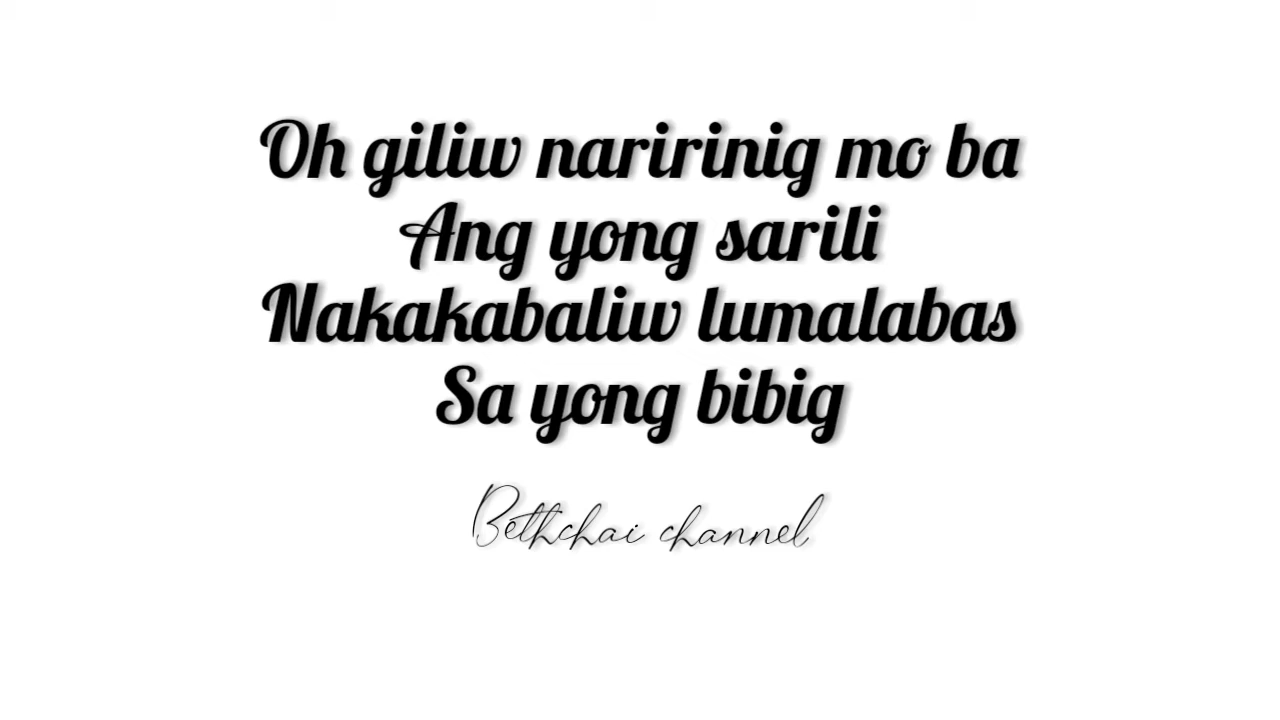 Oh giliw naririnig mo ba
Ang yong sarili
Nakakabaliw lumalabas
Sa yong bibig
Bethchai channel